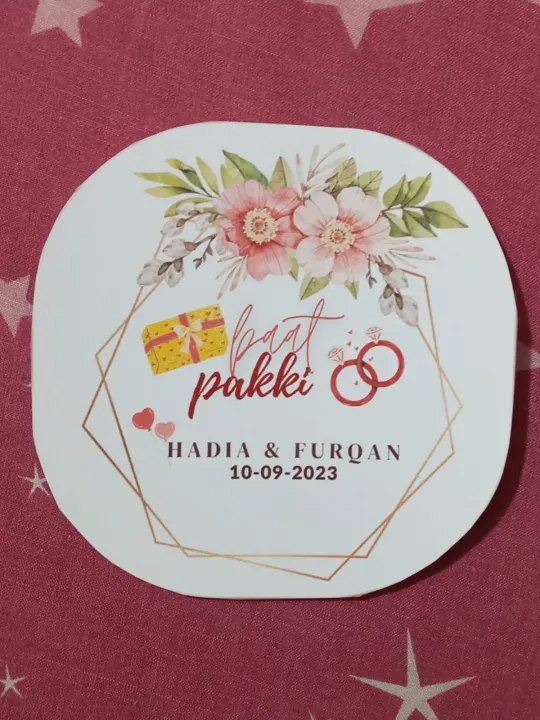 baat
pakki
HADIA & FURQAN
10-09-2023